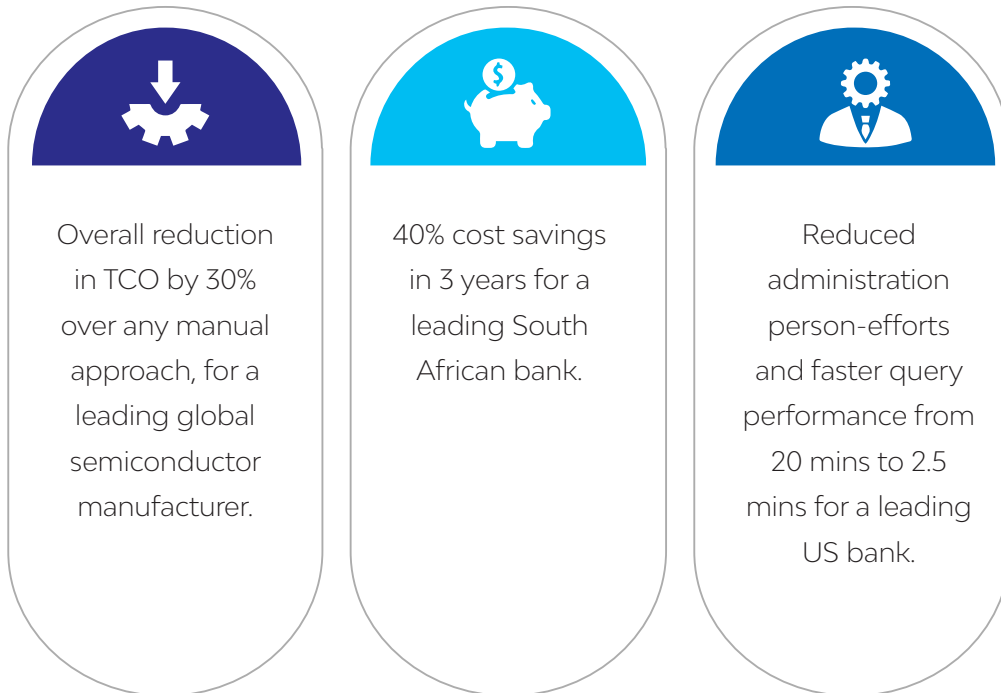 $
Overall reduction
in TCO by 30%
over any manual
approach, for a
leading global
semiconductor
manufacturer.
40% cost savings
in 3 years for a
leading South
African bank.
Reduced
administration
person-efforts
and faster query
performance from
20 mins to 2.5
mins for a leading
US bank.